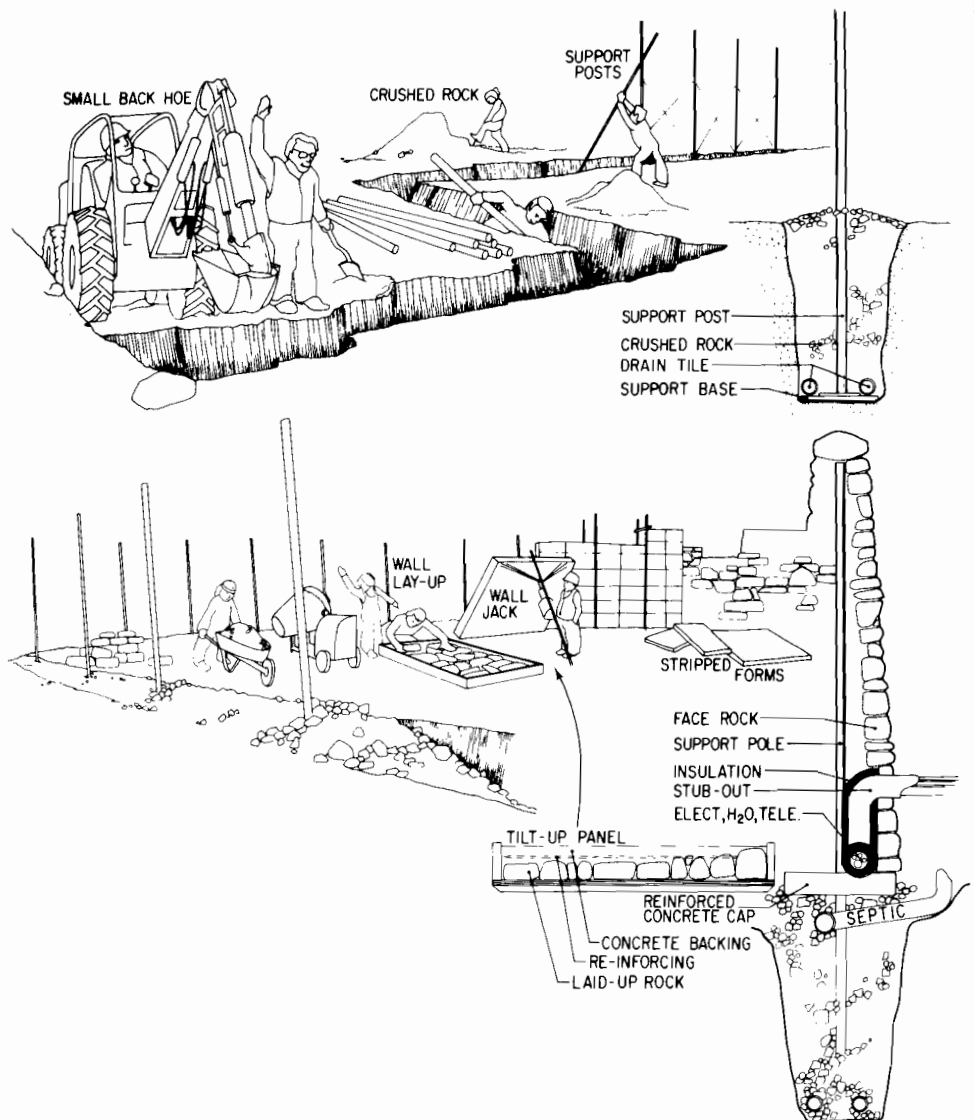 SUPPORT
POSTS
SMALL BACK HOE
CRUSHED ROCK
SUPPORT POST
CRUSHED ROCK
DRAIN TILE
SUPPORT BASE
WALL
LAY-UP
WALL
JACK
STRIPPED FORMS
FACE ROCK
SUPPORT POLE
INSULATION
STUB-OUT
ELECT, H₂O, TELE.
TILT-UP PANEL
REINFORCED
CONCRETE CAP
SEPTIC
CONCRETE BACKING
RE-INFORCING
LAID-UP ROCK